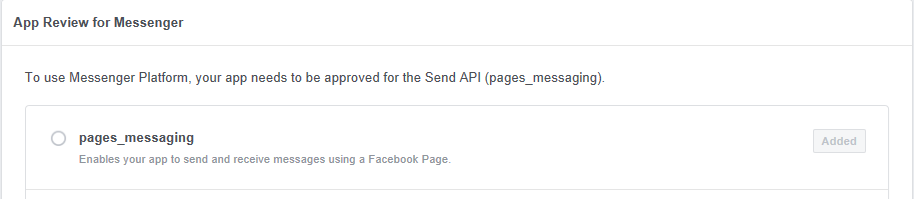 App Review for Messenger
To use Messenger Platform, your app needs to be approved for the Send API (pages_messaging).
pages_messaging
Added
Enables your app to send and receive messages using a Facebook Page.